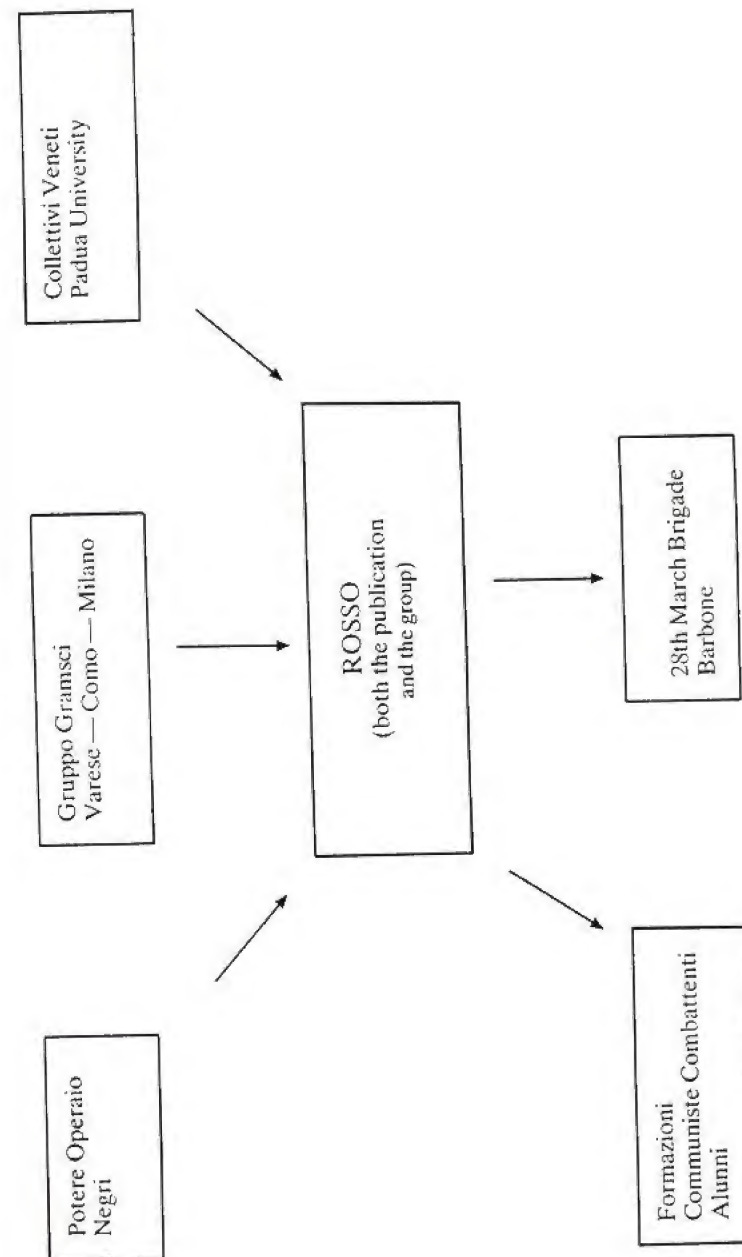 Potere Operaio
Negri
Gruppo Gramsci
Varese — Como — Milano
Collettivi Veneti
Padua University
ROSSO
(both the publication
and the group)
Formazioni
Communiste Combattenti
Alunni
28th March Brigade
Barbone